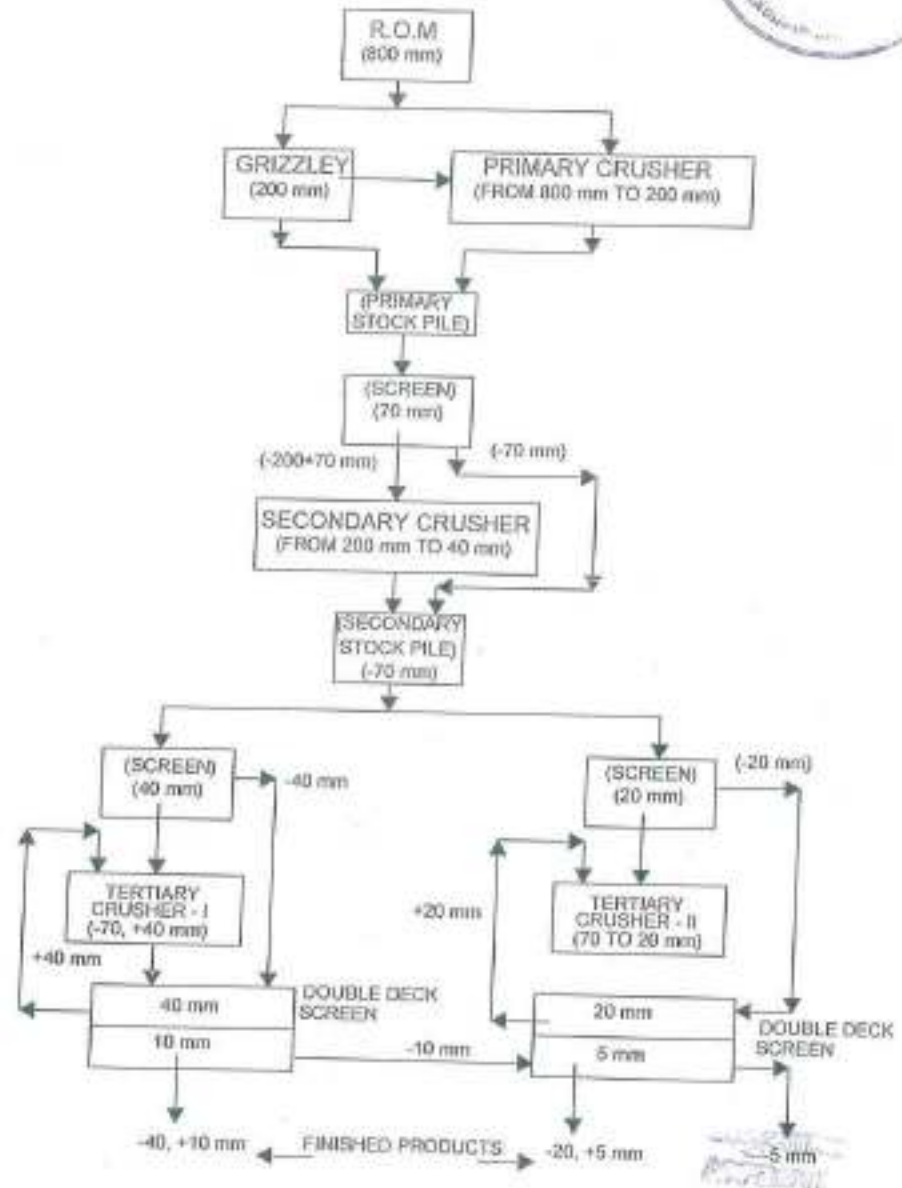 R.O.M
(800 mm)
GRIZZLEY
(200 mm)
PRIMARY CRUSHER
(FROM 800 mm TO 200 mm)
(PRIMARY
STOCK PILE)
(SCREEN)
(70 mm)
(-200+70 mm)
(-70 mm)
SECONDARY CRUSHER
(FROM 200 mm TO 40 mm)
(SECONDARY
STOCK PILE)
(-70 mm)
(SCREEN)
(40 mm)
-40 mm
(SCREEN)
(20 mm)
(-20 mm)
TERTIARY
CRUSHER - I
(-70, +40 mm)
+40 mm
TERTIARY
CRUSHER - II
(70 TO 20 mm)
+20 mm
40 mm
10 mm
DOUBLE DECK
SCREEN
-10 mm
20 mm
5 mm
DOUBLE DECK
SCREEN
-40, +10 mm
FINISHED PRODUCTS
-20, +5 mm
-5 mm